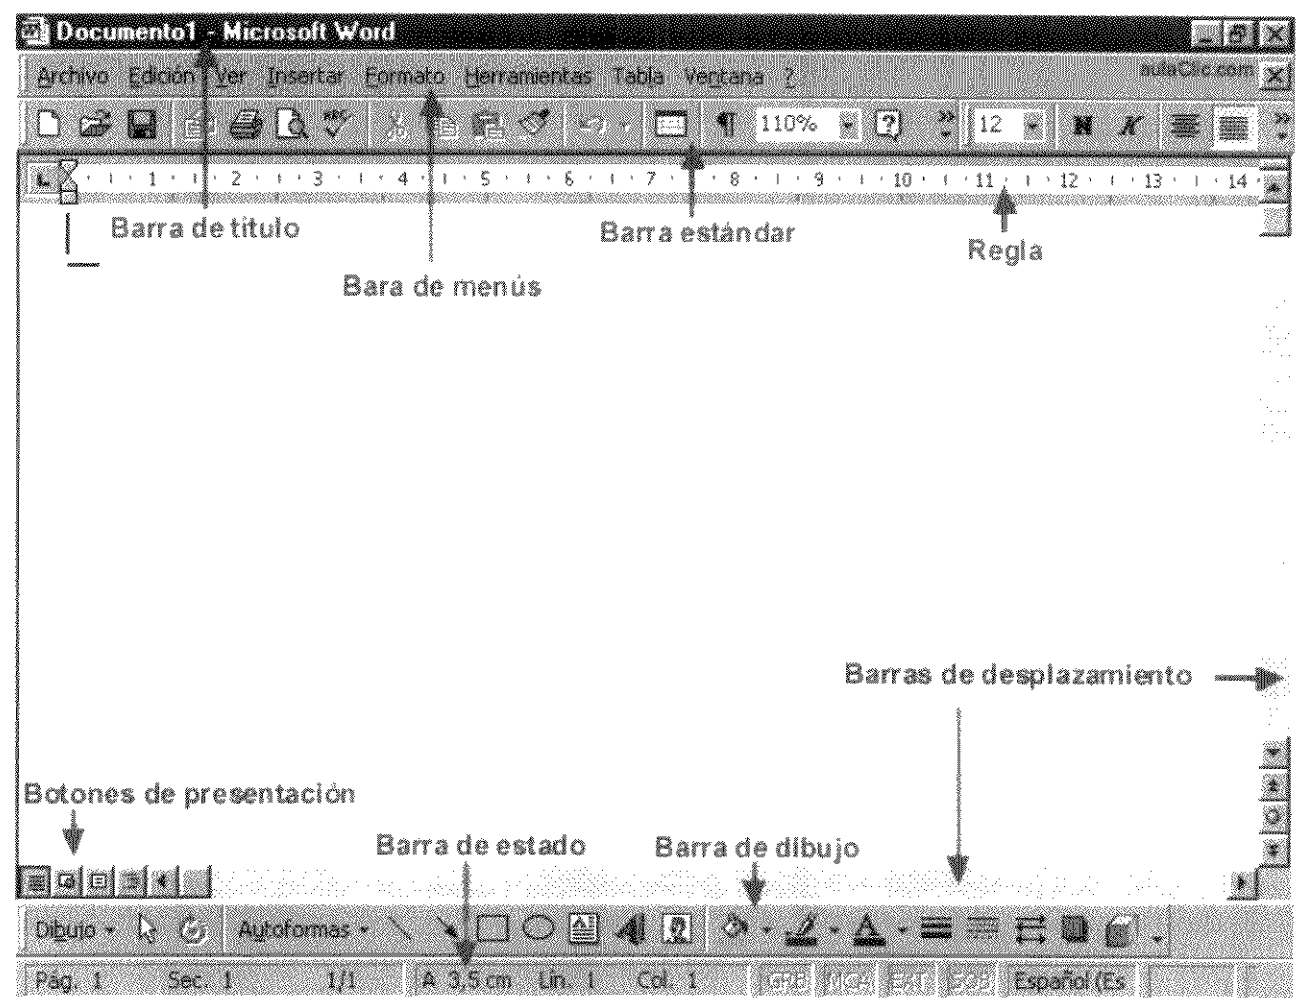 Documento1 - Microsoft Word
Archivo Edición Ver Insertar Formato Herramientas Tabla Ventana ? aulaClic.com
110% 12 N K
1 2 3 4 5 6 7 8 9 10 11 12 13 14
Barra de título
Barra estándar
Regla
Bara de menús
Barras de desplazamiento
Botones de presentación
Barra de estado
Barra de dibujo
Dibujo Autoformas
Pág. 1 Sec. 1 1/1 A 3,5 cm Lín. 1 Col. 1 GRB MCA EXT SOB Español (Es